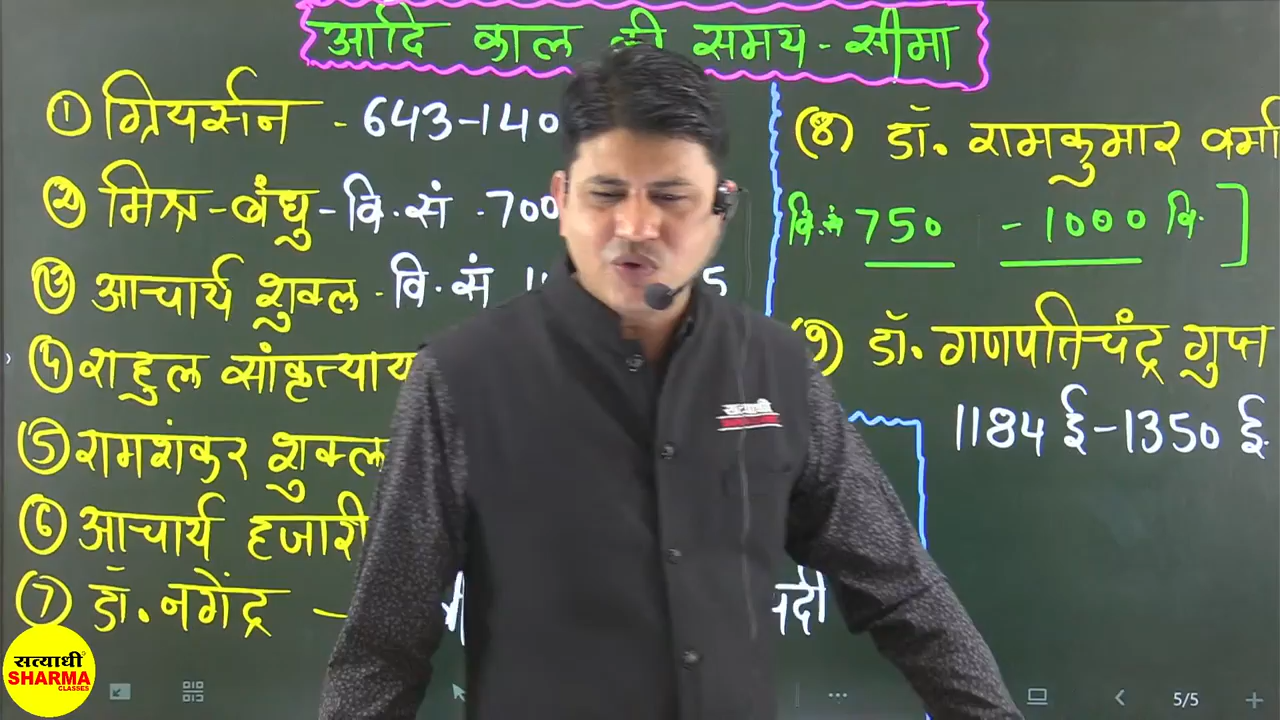 आदि काल की समय - सीमा
① ग्रियर्सन - 643-140
② मिश्र-बंधु - वि.सं .700
③ आचार्य शुक्ल - वि.सं
④ राहुल
⑤ रामशंकर शुक्ल
⑥ आचार्य हजारी
⑦ डॉ. नगेंद्र -
(8) डॉ. रामकुमार वर्मा
वि.सं 750 - 1000 वि. ]
डॉ. गणपतिचंद्र गुप्त
1184 ई - 1350 ई.
सत्यार्थी
सत्यार्थी
SHARMA
CLASSES
5/5